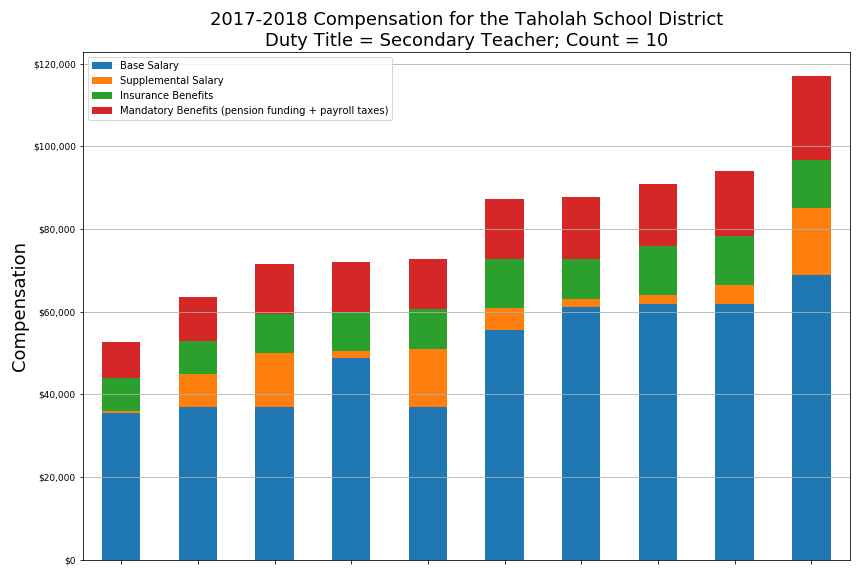 2017-2018 Compensation for the Taholah School District
Duty Title = Secondary Teacher; Count = 10
Base Salary
Supplemental Salary
Insurance Benefits
Mandatory Benefits (pension funding + payroll taxes)
Compensation
$120,000
$100,000
$80,000
$60,000
$40,000
$20,000
$0